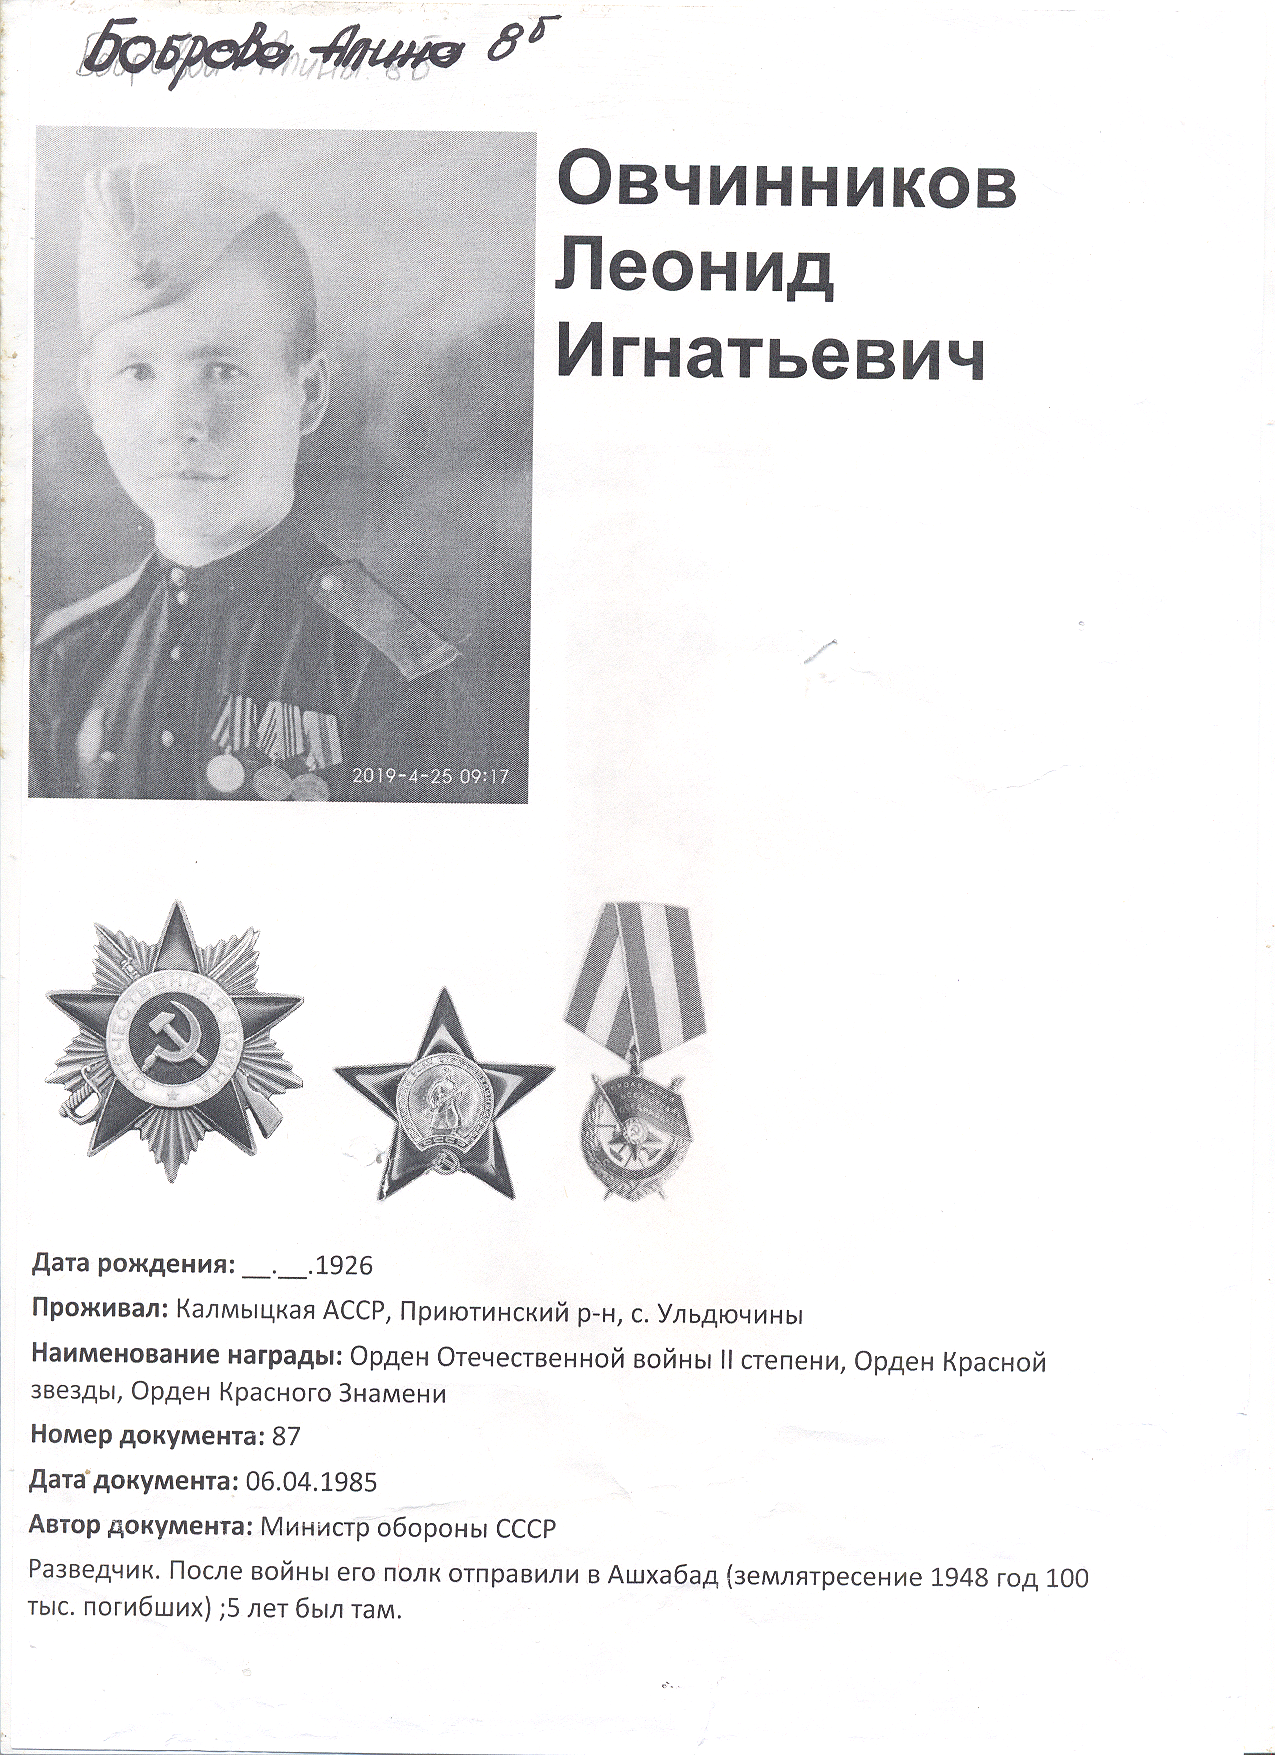 Боброва Алина 8б
Овчинников
Леонид
Игнатьевич
2019-4-25 09:17
ОТЕЧЕСТВЕННАЯ ВОЙНА
Дата рождения: __.__.1926
Проживал: Калмыцкая АССР, Приютинский р-н, с. Ульдючины
Наименование награды: Орден Отечественной войны II степени, Орден Красной
звезды, Орден Красного Знамени
Номер документа: 87
Дата документа: 06.04.1985
Автор документа: Министр обороны СССР
Разведчик. После войны его полк отправили в Ашхабад (землятресение 1948 год 100
тыс. погибших) ;5 лет был там.